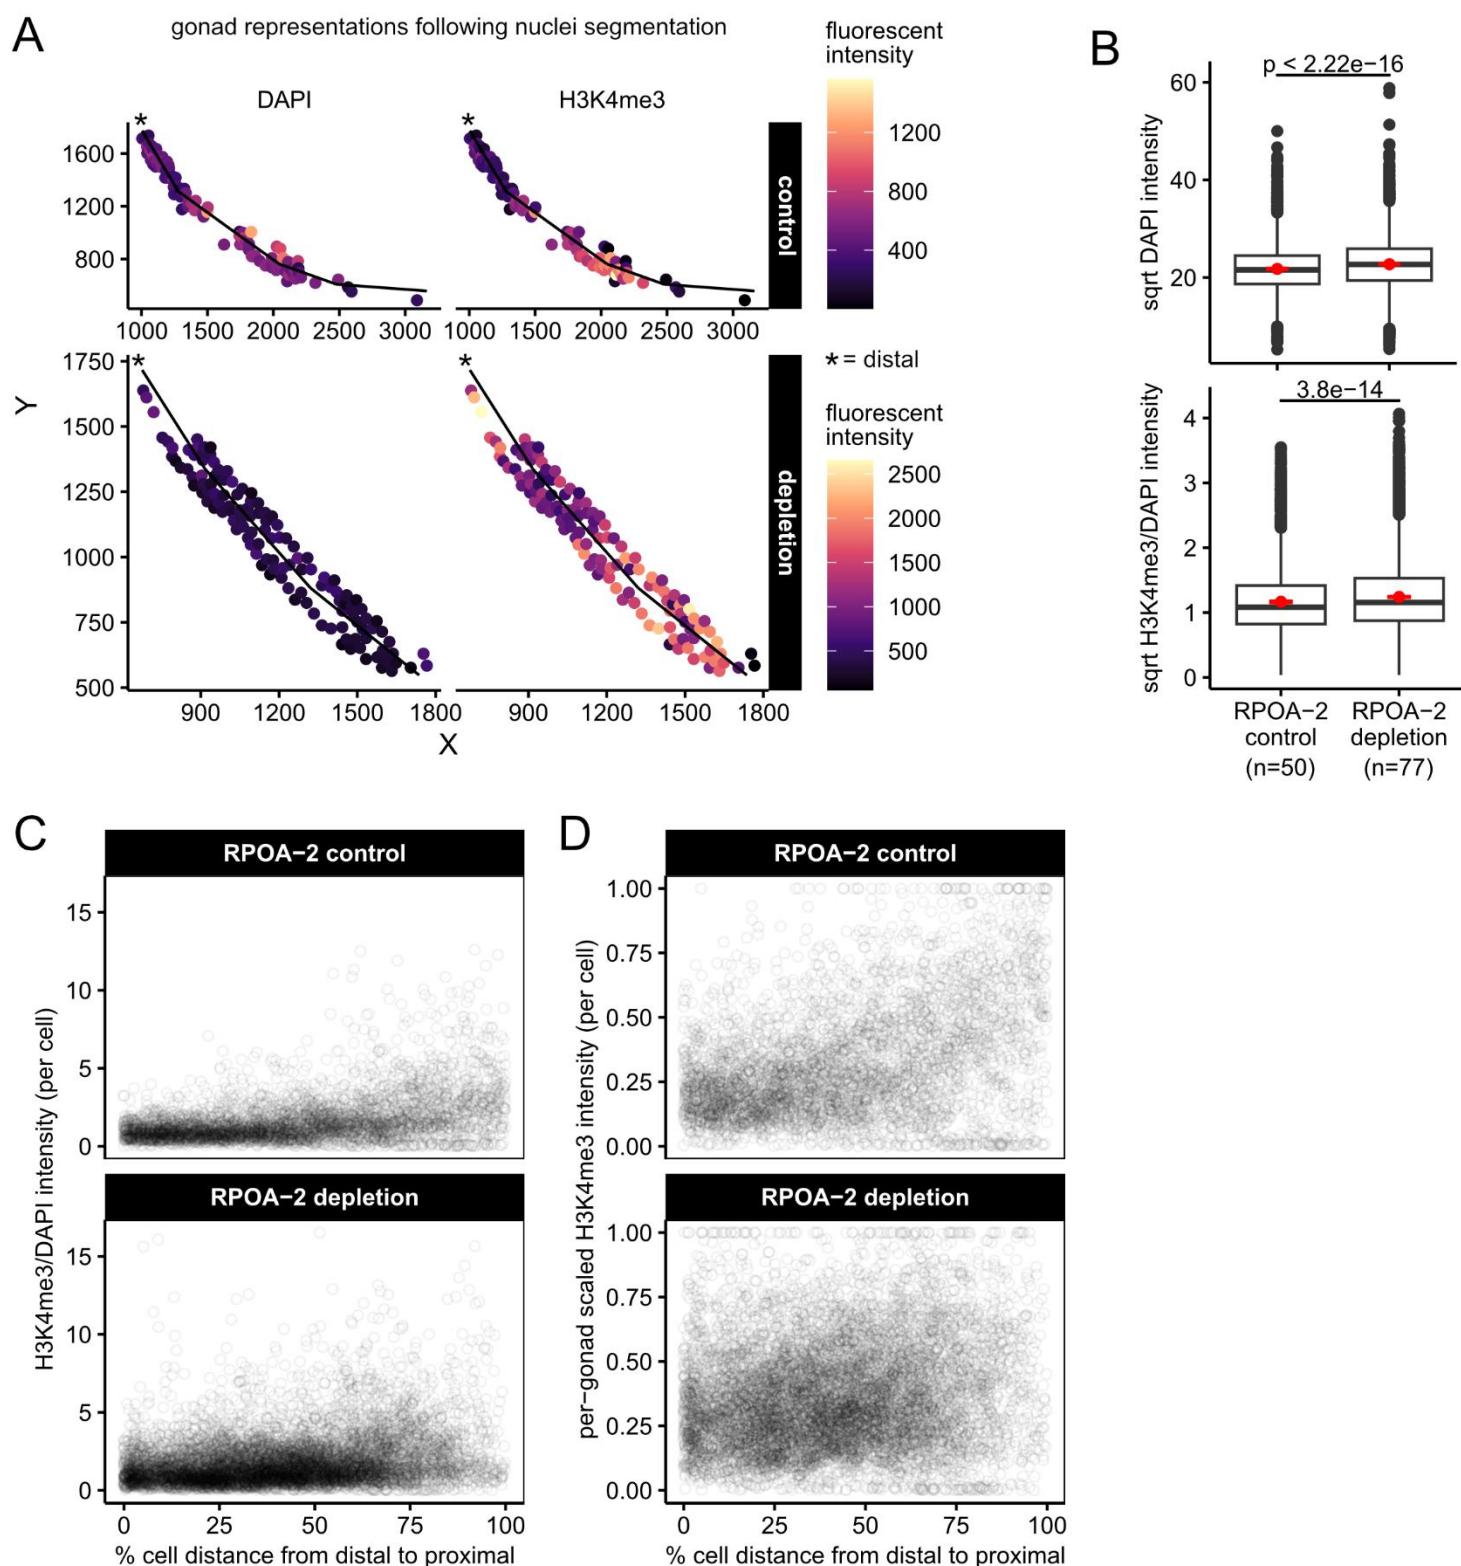 A
gonad representations following nuclei segmentation
DAPI
H3K4me3
fluorescent
intensity
*
*
1600
1200
800
control
1200
800
400
1000 1500 2000 2500 3000
1000 1500 2000 2500 3000
* = distal
*
*
Y
1750
1500
1250
1000
750
500
depletion
fluorescent
intensity
2500
2000
1500
1000
500
900 1200 1500 1800
900 1200 1500 1800
X
B
p < 2.22e−16
sqrt DAPI intensity
60
40
20
3.8e−14
sqrt H3K4me3/DAPI intensity
4
3
2
1
0
RPOA−2 RPOA−2
control depletion
(n=50) (n=77)
C
RPOA−2 control
H3K4me3/DAPI intensity (per cell)
15
10
5
0
RPOA−2 depletion
15
10
5
0
0 25 50 75 100
% cell distance from distal to proximal
D
RPOA−2 control
per−gonad scaled H3K4me3 intensity (per cell)
1.00
0.75
0.50
0.25
0.00
RPOA−2 depletion
1.00
0.75
0.50
0.25
0.00
0 25 50 75 100
% cell distance from distal to proximal